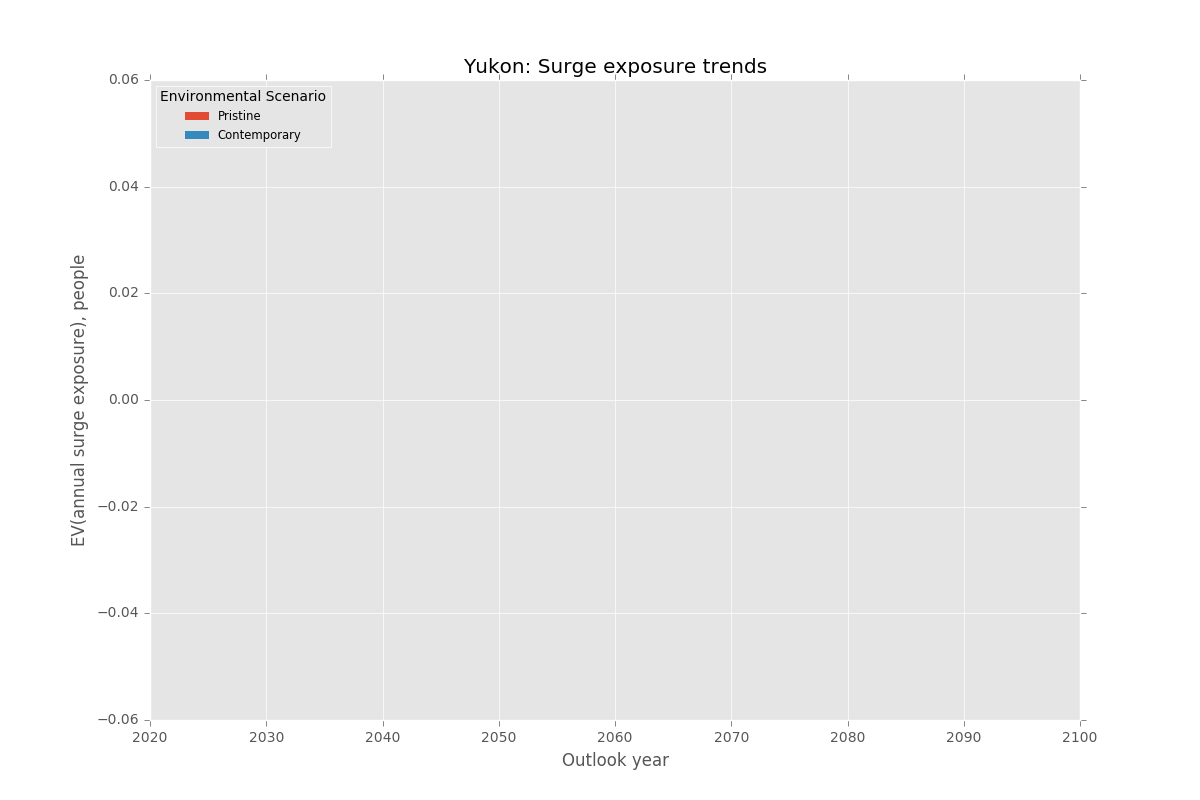 Yukon: Surge exposure trends
Environmental Scenario
Pristine
Contemporary
EV(annual surge exposure), people
0.06
0.04
0.02
0.00
−0.02
−0.04
−0.06
2020 2030 2040 2050 2060 2070 2080 2090 2100
Outlook year